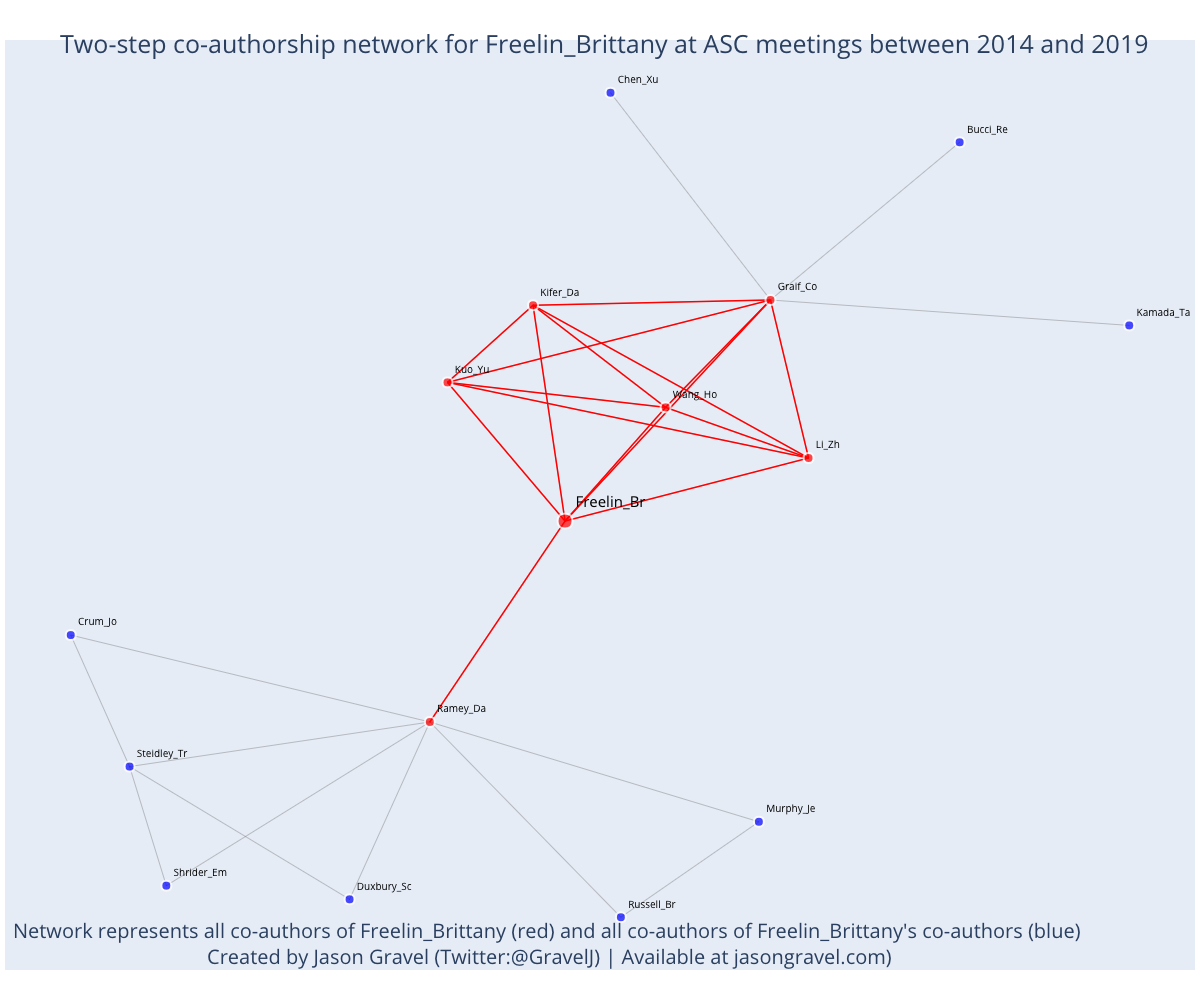 Two-step co-authorship network for Freelin_Brittany at ASC meetings between 2014 and 2019
Chen_Xu
Bucci_Re
Graif_Co
Kifer_Da
Kamada_Ta
Kuo_Yu
Wang_Ho
Li_Zh
Freelin_Br
Crum_Jo
Ramey_Da
Steidley_Tr
Murphy_Je
Shrider_Em
Duxbury_Sc
Russell_Br
Network represents all co-authors of Freelin_Brittany (red) and all co-authors of Freelin_Brittany's co-authors (blue)
Created by Jason Gravel (Twitter:@GravelJ) | Available at jasongravel.com)